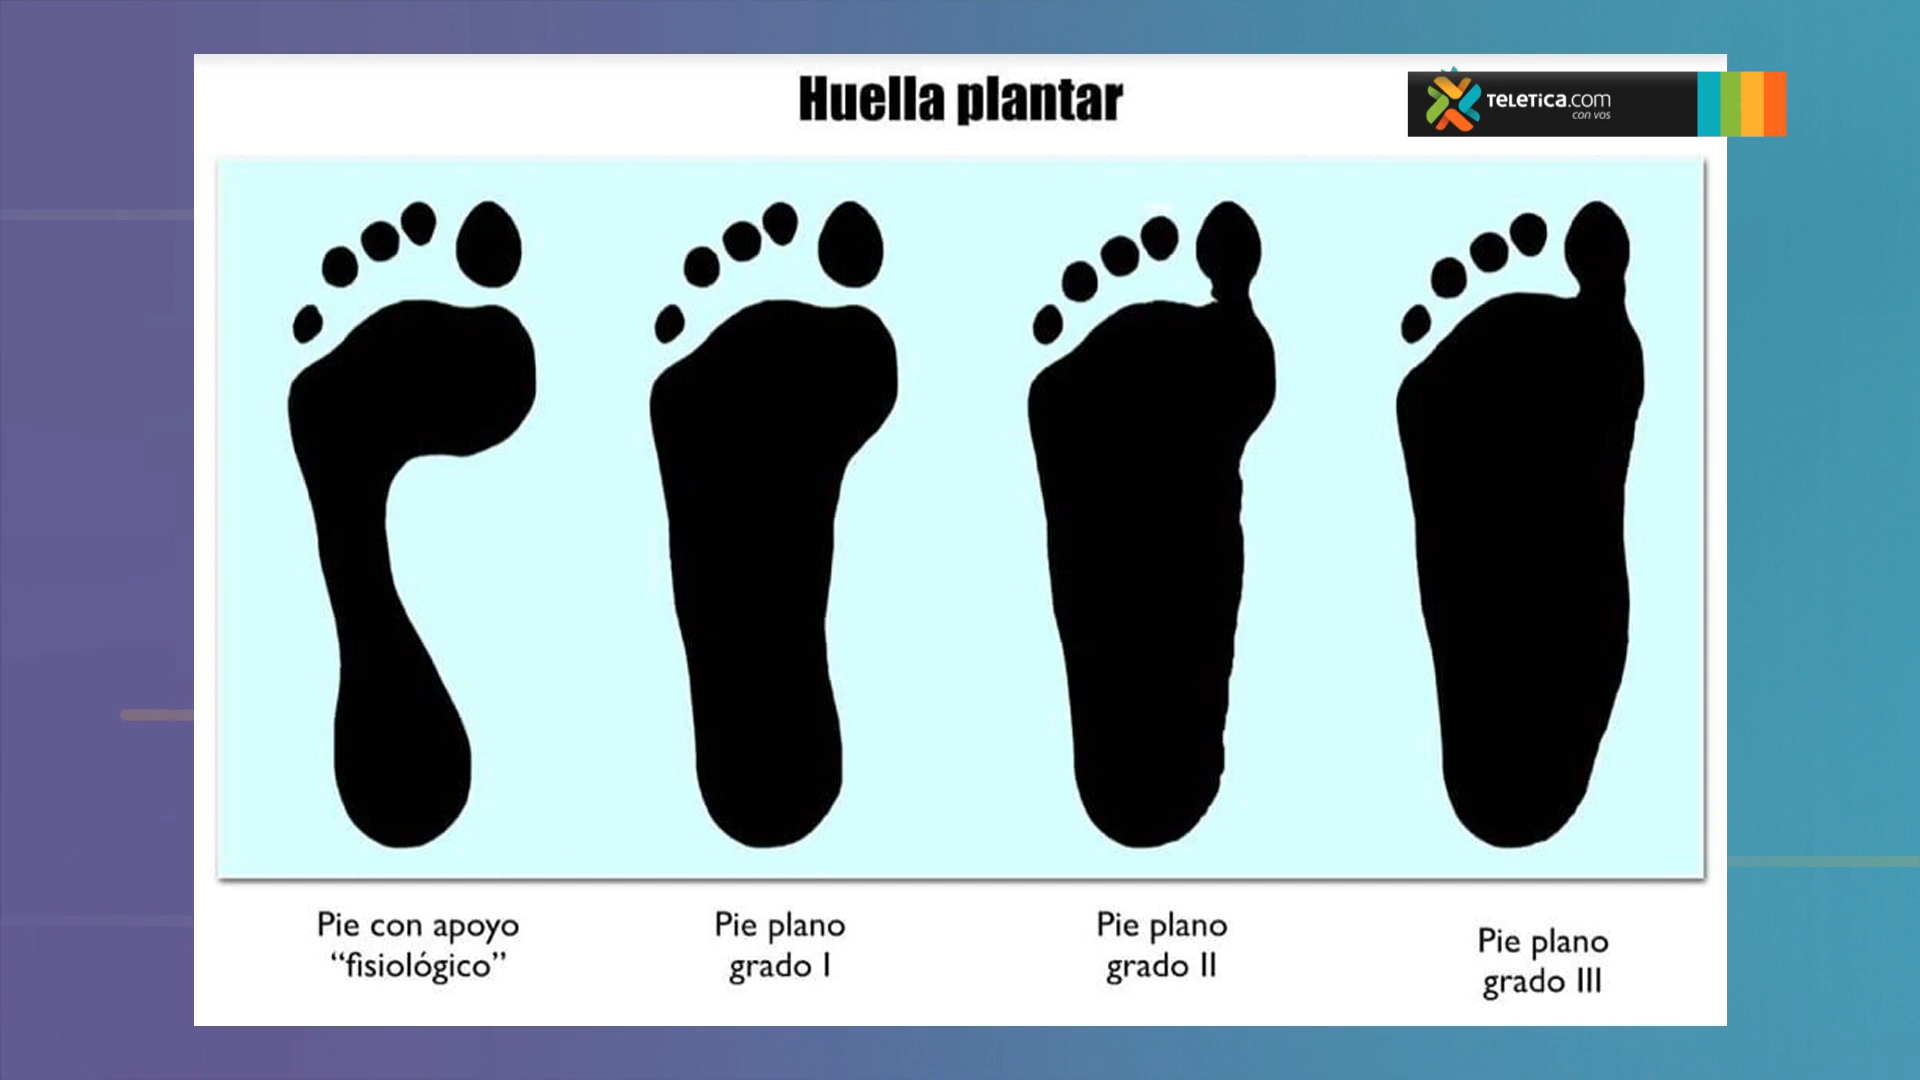 Huella plantar
TELETICA.com
con vos
Pie con apoyo
“fisiológico”
Pie plano
grado I
Pie plano
grado II
Pie plano
grado III